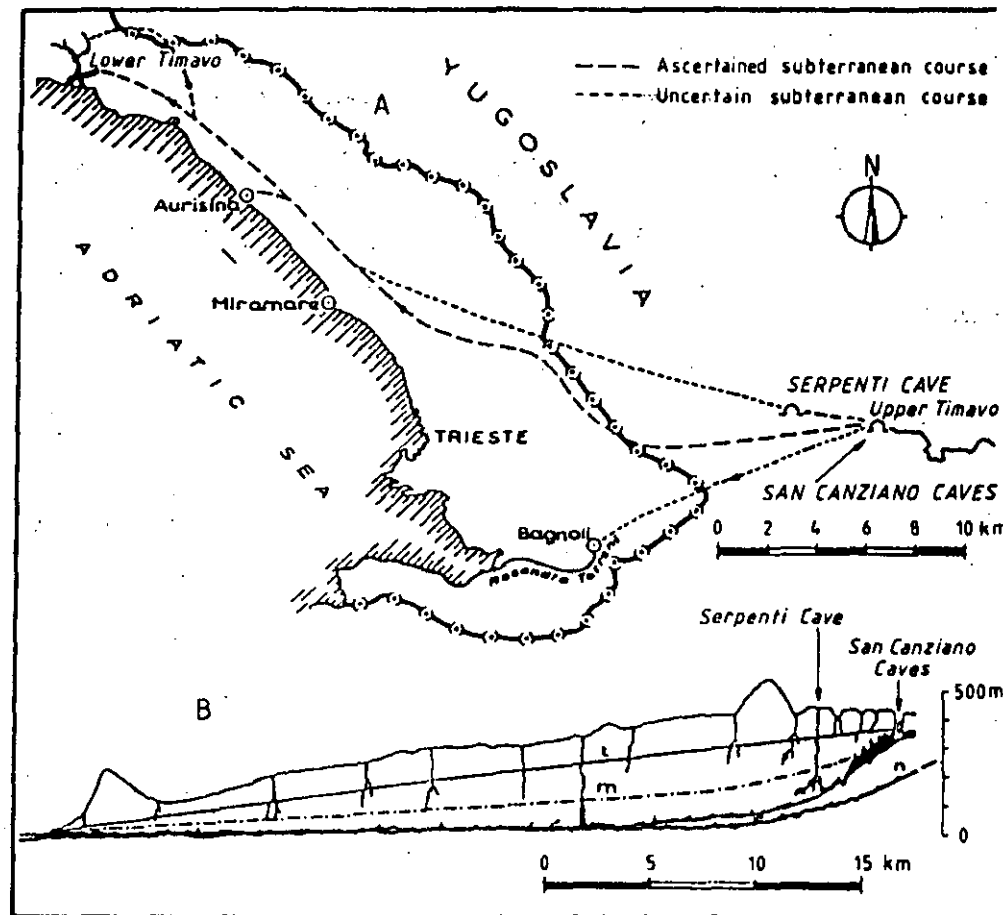 Lower Timavo
A
YUGOSLAVIA
Ascertained subterranean course
Uncertain subterranean course
N
Aurisina
ADRIATIC SEA
Miramare
SERPENTI CAVE
Upper Timavo
TRIESTE
SAN CANZIANO CAVES
0 2 4 6 8 10 km
Bagnoli
Serpenti Cave
San Canziano
Caves
B
500m
t
m
n
0
0 5 10 15 km